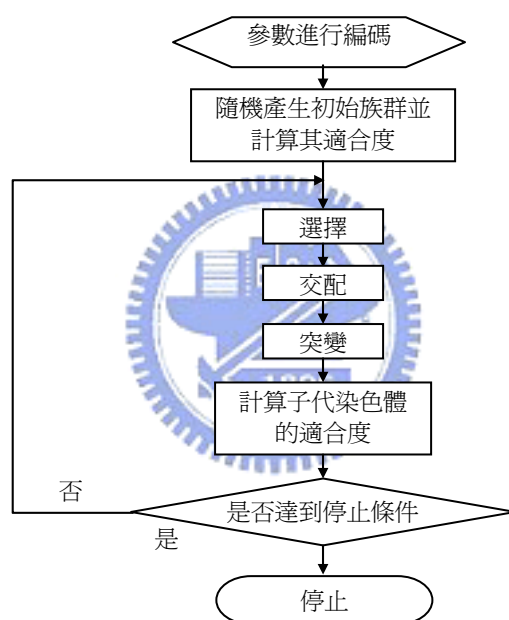 參數進行編碼
隨機產生初始族群並
計算其適合度
選擇
交配
突變
計算子代染色體
的適合度
是否達到停止條件
否
是
停止